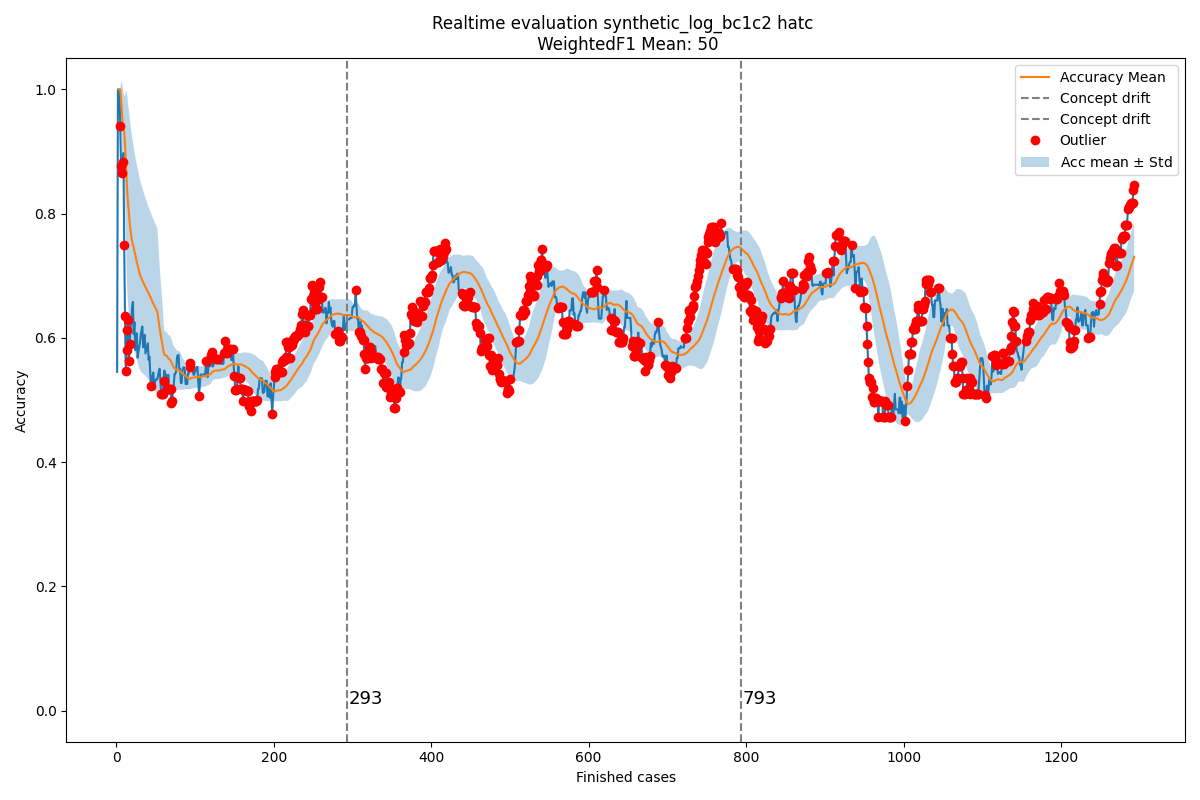 Realtime evaluation synthetic_log_bc1c2 hatc
WeightedF1 Mean: 50
Accuracy Mean
Concept drift
Concept drift
Outlier
Acc mean ± Std
Accuracy
1.0
0.8
0.6
0.4
0.2
0.0
293
793
0
200
400
600
800
1000
1200
Finished cases